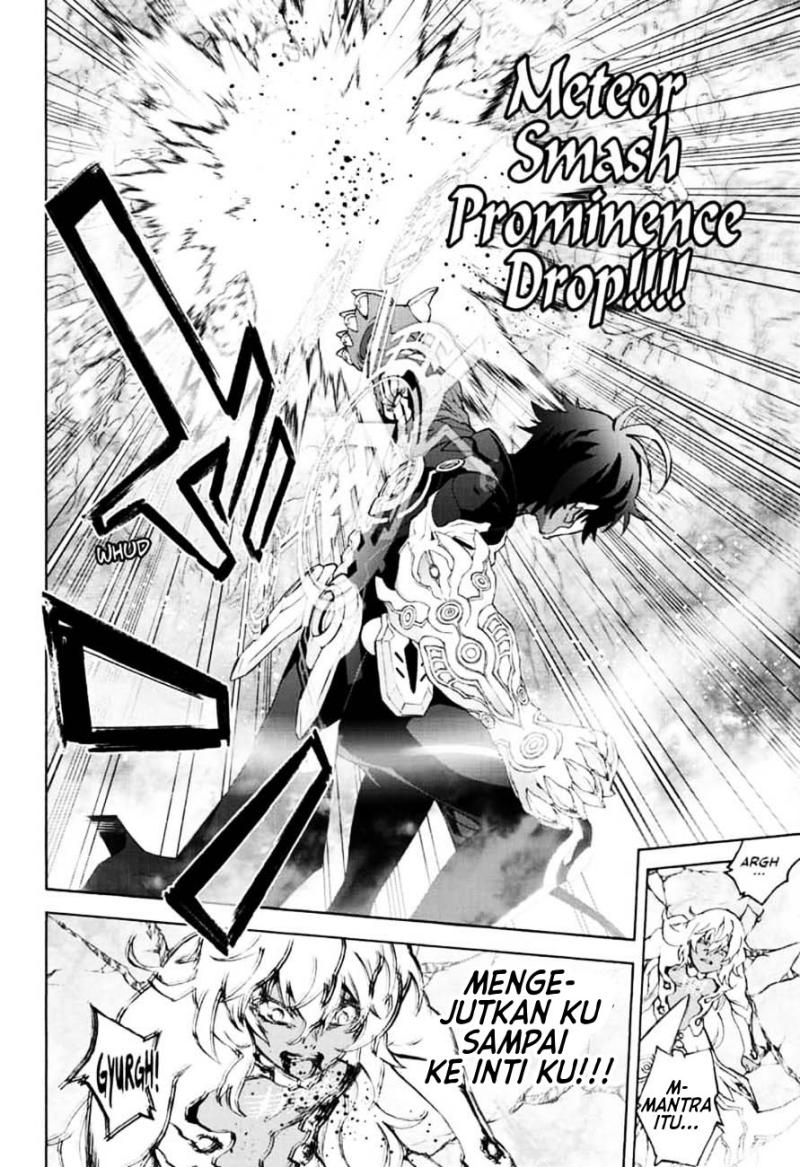 Meteor
Smash
Prominence
Drop!!!!
WHUD
ARGH
...
M-
MANTRA
ITU...
MENGE-
JUTKAN KU
SAMPAI
KE INTI KU!!!
GYURGH!